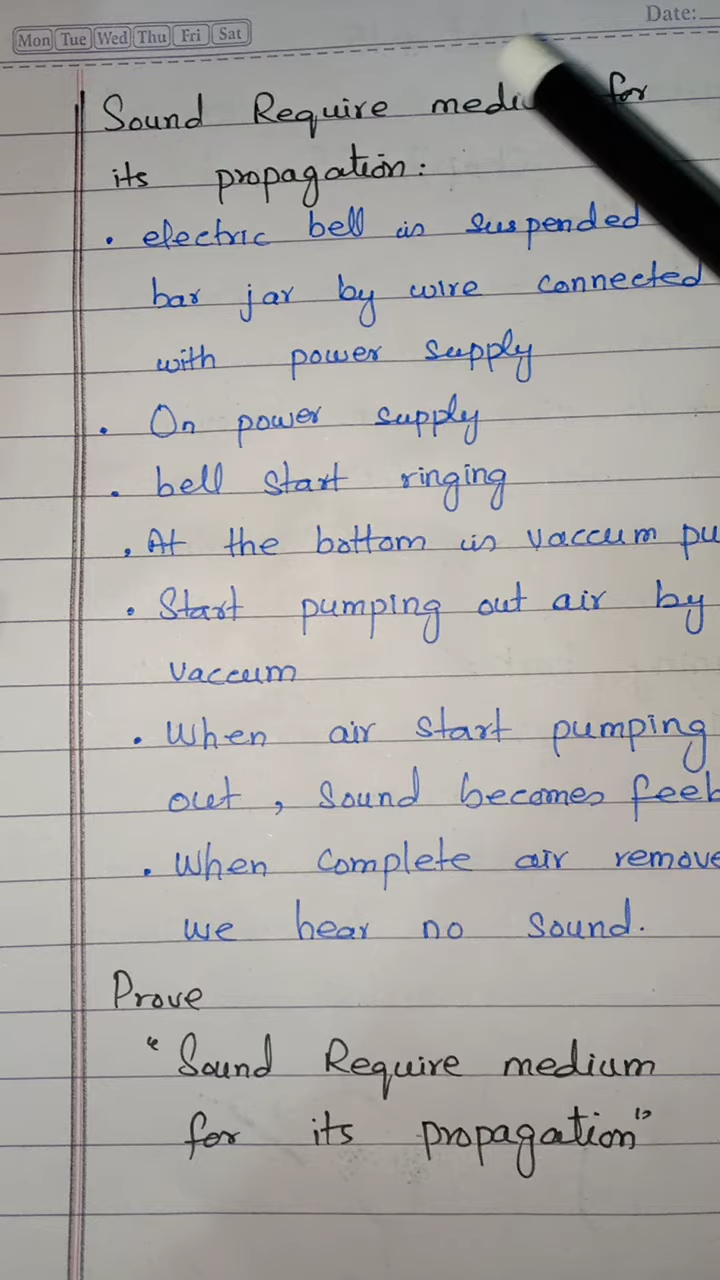 Mon Tue Wed Thu Fri Sat
Date:
Sound Require for
its propagation:
• electric bell is suspended
bar jar by wire connected
with power supply
• On power supply
• bell start ringing
• At the bottom is vaccum
• Start pumping out air by
vaccum
• When air start pumping
out, Sound becomes
• When complete air remove
we hear no sound.
Prove
"Sound Require medium
for its propagation"